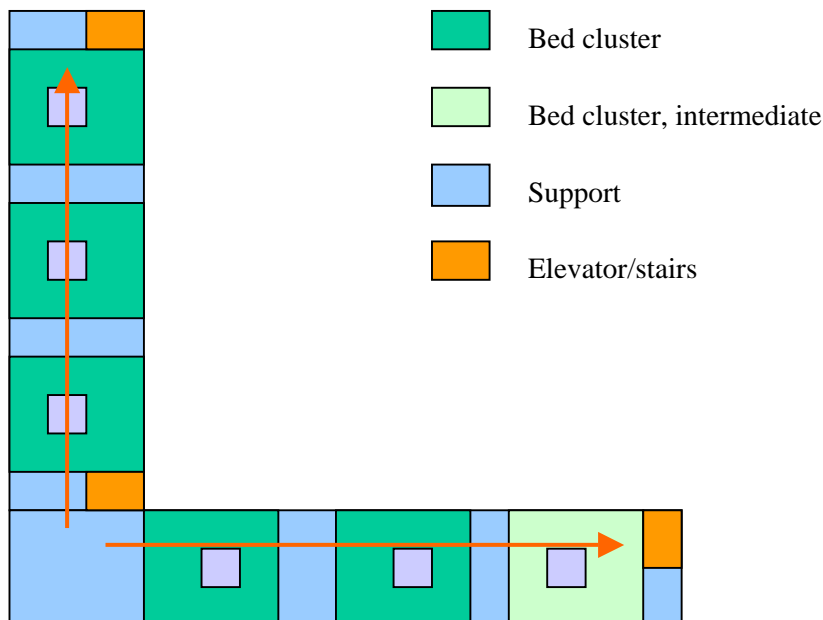 Bed cluster
Bed cluster, intermediate
Support
Elevator/stairs